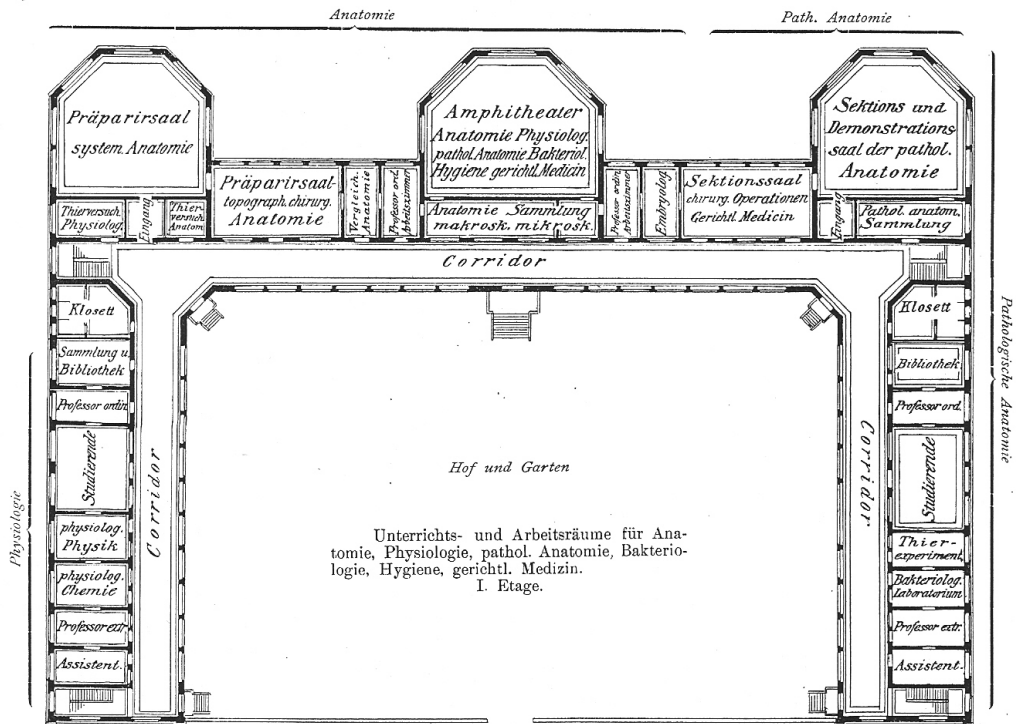 Anatomie
Path. Anatomie
Präparirsaal
system. Anatomie
Amphitheater
Anatomie Physiolog.
pathol. Anatomie Bakteriol.
Hygiene gerichtl. Medicin
Sektions und
Demonstrations-
saal der pathol.
Anatomie
Thierversuch
Physiolog.
Eingang
Thier
versuch
Anatom.
Präparirsaal-
topograph. chirurg.
Anatomie
Vergleich.
Anatomie
Professor ord.
Arbeitszimmer
Anatomie Sammlung
makrosk. mikrosk.
Professor ordin.
Arbeitszimmer
Embryolog.
Sektionssaal
chirurg. Operationen
Gerichtl. Medicin
Eingang
Pathol. anatom.
Sammlung
Corridor
Klosett
Sammlung u.
Bibliothek
Professor ordin.
Studierende
physiolog.
Physik
physiolog.
Chemie
Professor extr.
Assistent.
Physiologie
Corridor
Hof und Garten
Unterrichts- und Arbeitsräume für Ana-
tomie, Physiologie, pathol. Anatomie, Bakterio-
logie, Hygiene, gerichtl. Medizin.
I. Etage.
Corridor
Klosett
Bibliothek
Professor ord.
Studierende
Thier-
experiment.
Bakteriolog.
Laboratorium
Professor extr.
Assistent.
Pathologische Anatomie